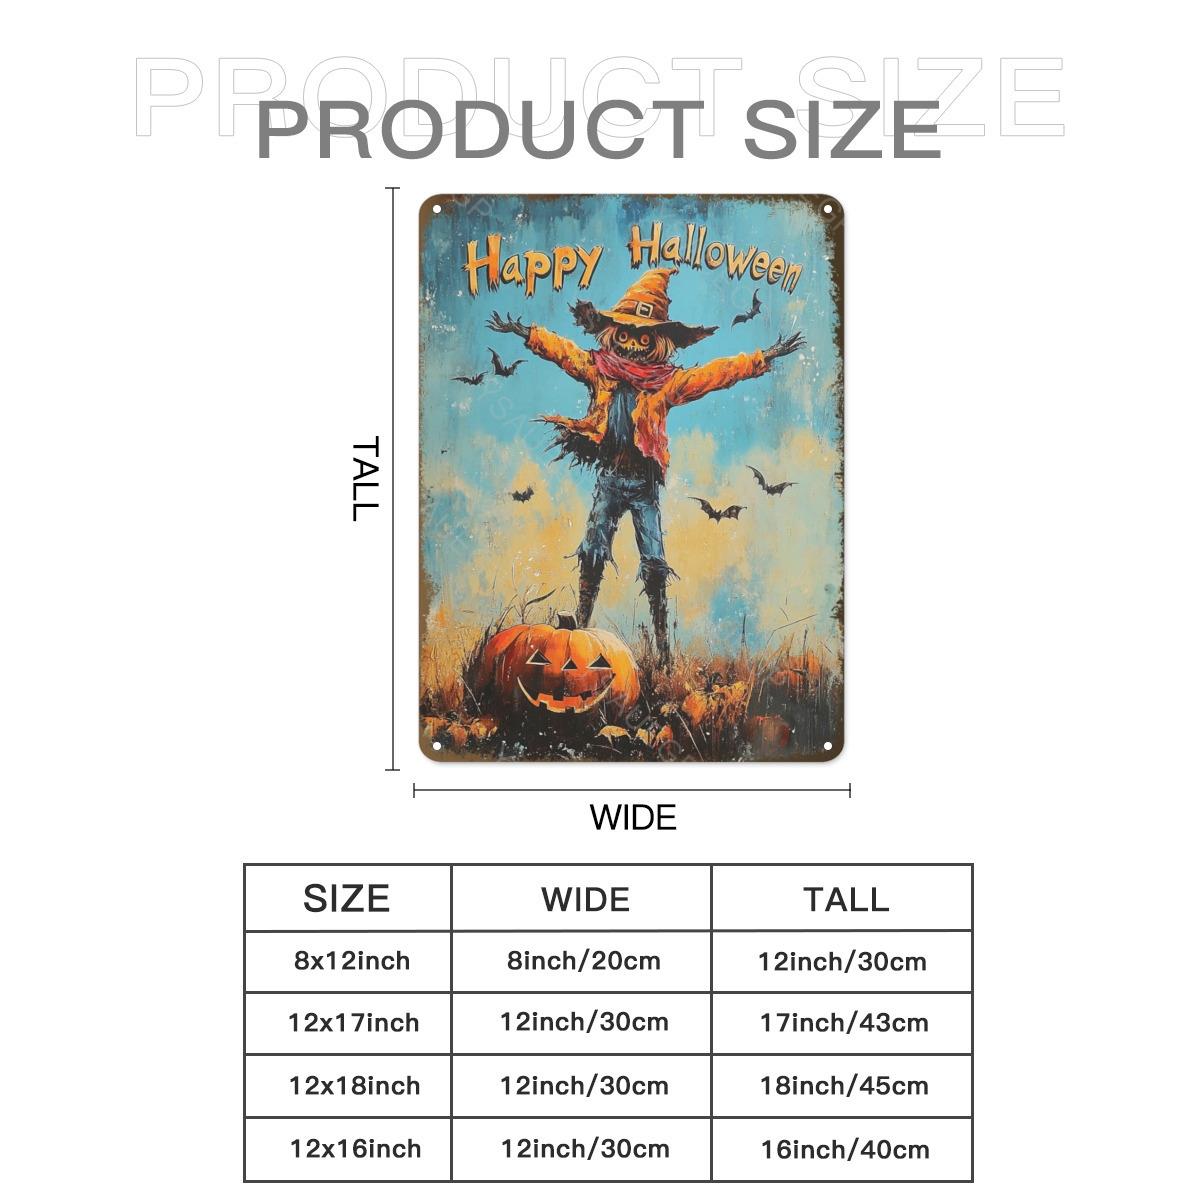 PRODUCT SIZE
PRODUCT SIZE
Happy Halloween
TALL
WIDE
SIZE WIDE TALL
8x12inch 8inch/20cm 12inch/30cm
12x17inch 12inch/30cm 17inch/43cm
12x18inch 12inch/30cm 18inch/45cm
12x16inch 12inch/30cm 16inch/40cm